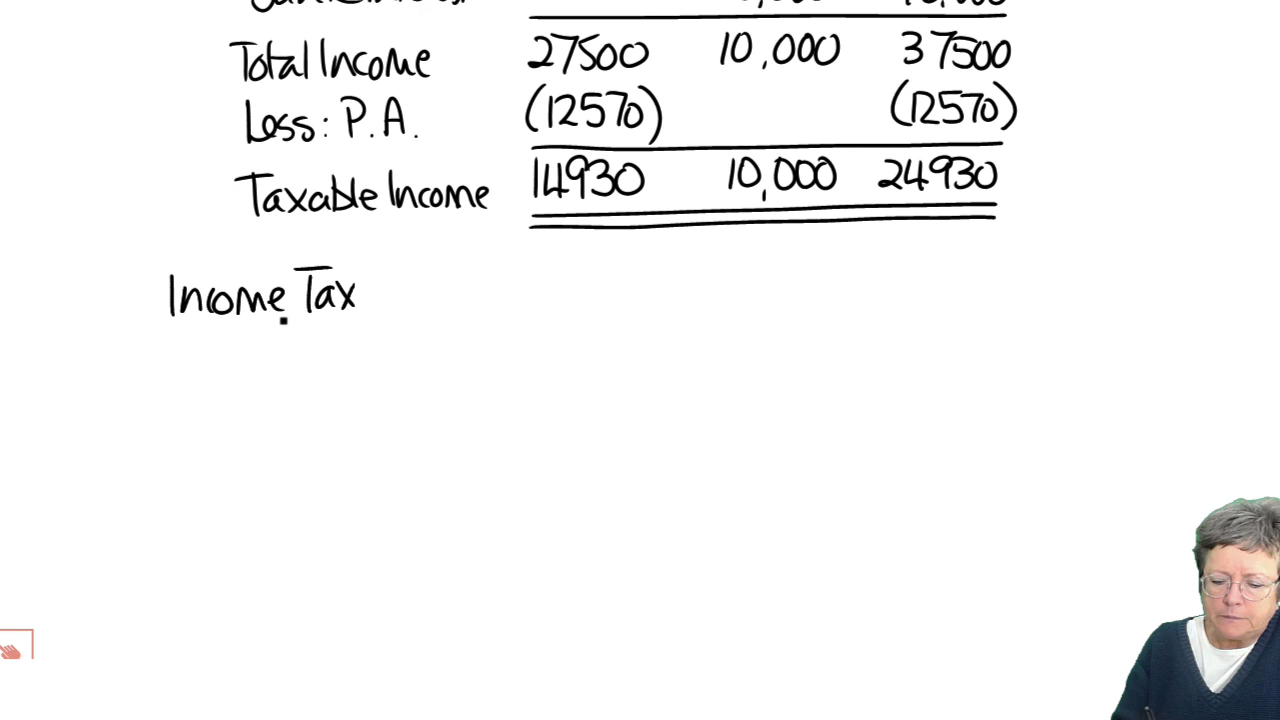 Total Income 27500 10,000 37500
Less: P.A. (12570) (12570)
Taxable Income 14930 10,000 24930
Income Tax